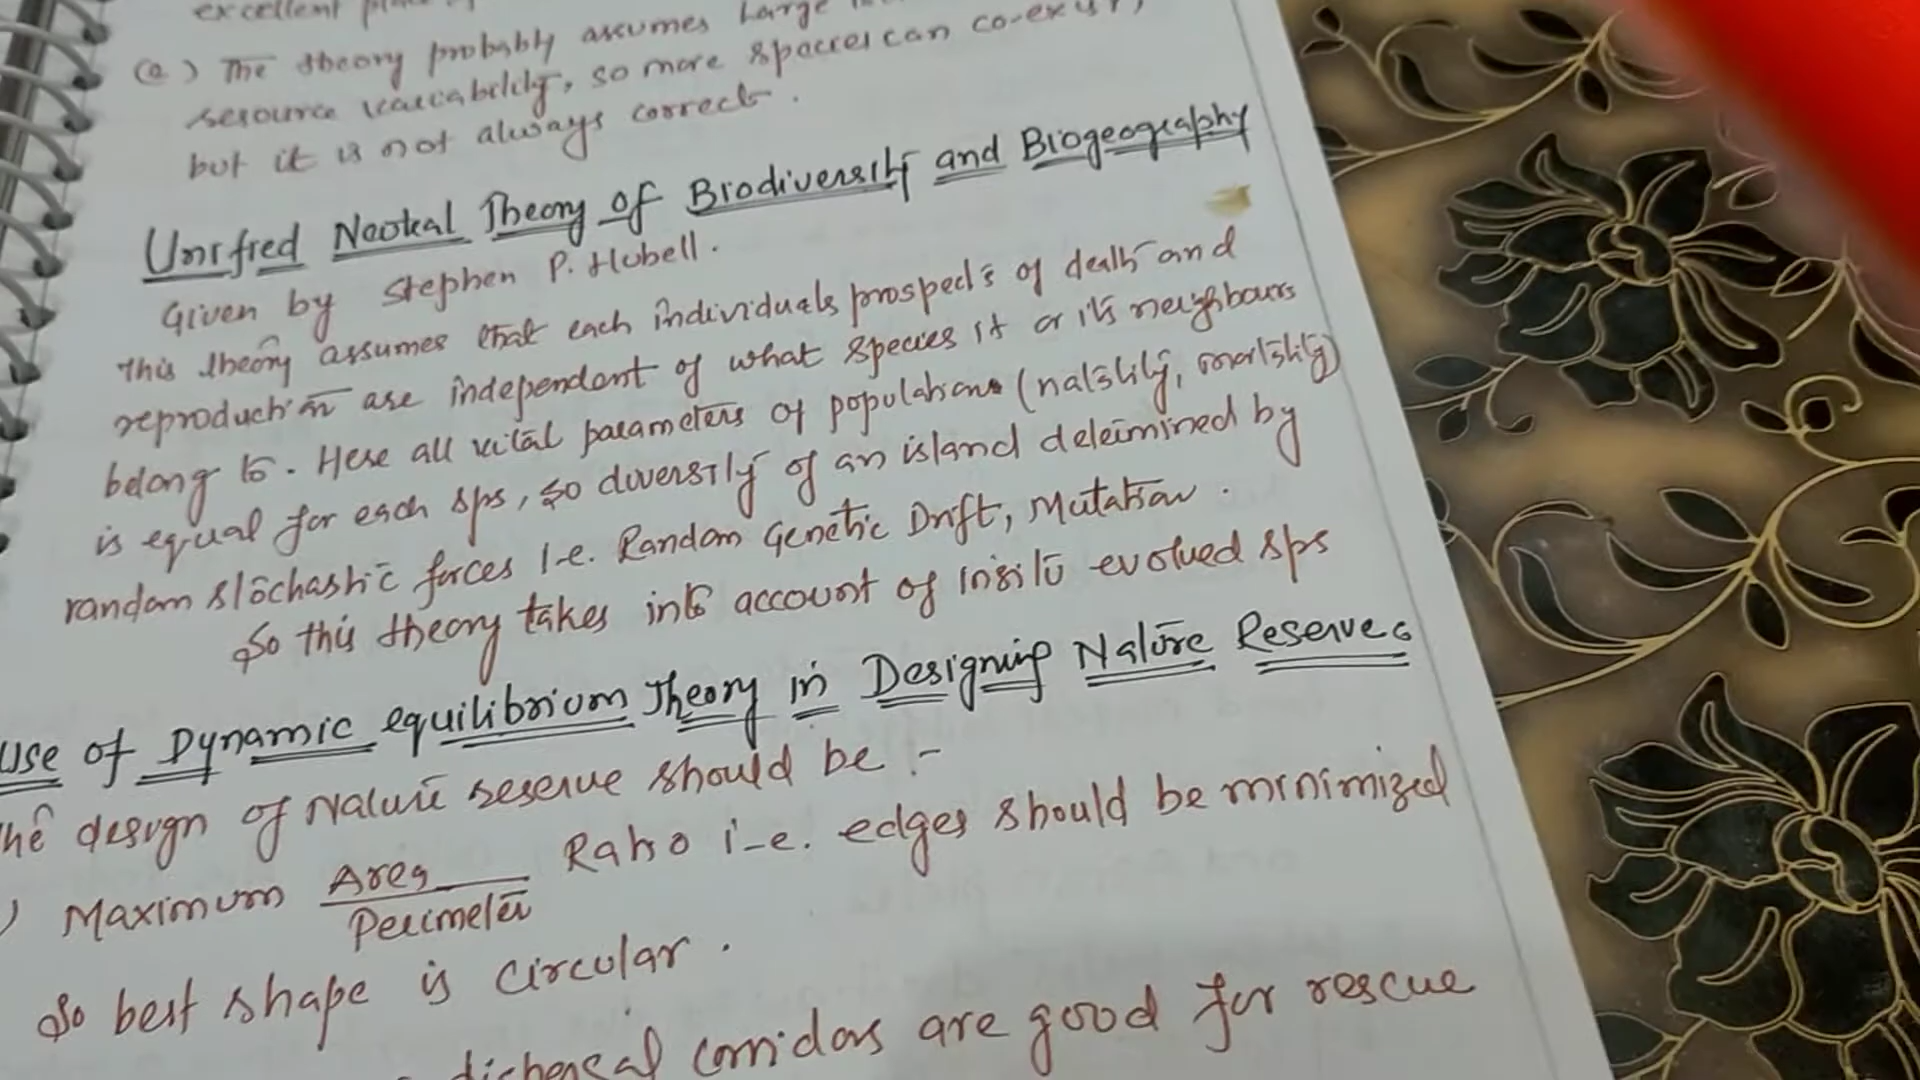 excellent
(e) The theory probably assumes Large
resource variability, so more spaces can co-exist,
but it is not always correct.
Unified Neutral Theory of Biodiversity and Biogeography
Given by Stephen P. Hubell.
This theory assumes that each individuals prospects of death and
reproduction are independent of what species it or it's neighbours
belong to. Here all vital parameters of populations (natality, mortality)
is equal for each sps, so diversity of an island determined by
random stochastic forces i.e. Random Genetic Drift, Mutation.
So this theory takes into account of insitu evolved sps
Use of Dynamic equilibrium Theory in Designing Nature Reserves
The design of Nature reserve should be :-
) Maximum Area/Perimeter Ratio i-e. edges should be minimized
So best shape is Circular.
dispersal corridors are good for rescue